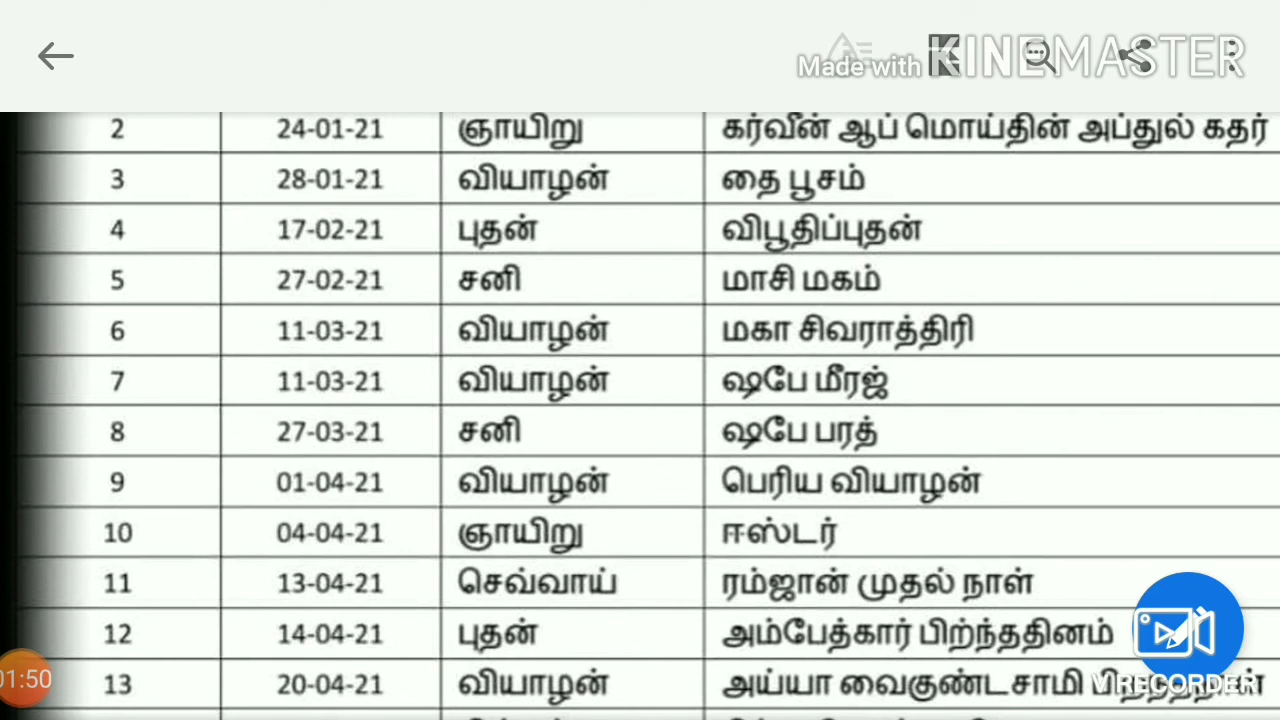 Made with KINEMASTER
2 24-01-21 ஞாயிறு கர்வீன் ஆப் மொய்தின் அப்துல் கதர்
3 28-01-21 வியாழன் தை பூசம்
4 17-02-21 புதன் விபூதிப்புதன்
5 27-02-21 சனி மாசி மகம்
6 11-03-21 வியாழன் மகா சிவராத்திரி
7 11-03-21 வியாழன் ஷபே மீரஜ்
8 27-03-21 சனி ஷபே பரத்
9 01-04-21 வியாழன் பெரிய வியாழன்
10 04-04-21 ஞாயிறு ஈஸ்டர்
11 13-04-21 செவ்வாய் ரம்ஜான் முதல் நாள்
12 14-04-21 புதன் அம்பேத்கார் பிற்ந்ததினம்
13 20-04-21 வியாழன் அய்யா வைகுண்டசாமி
01:50
V RECORDER